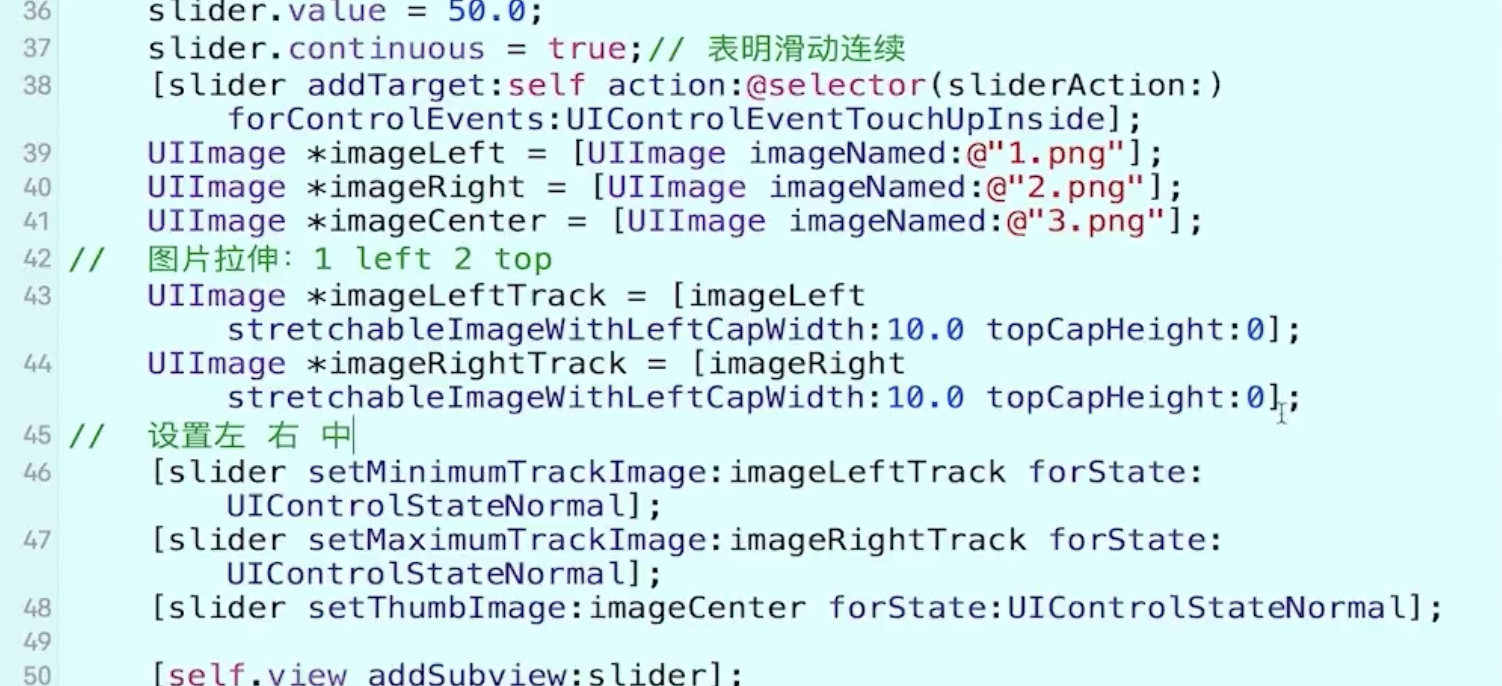 36 slider.value = 50.0;
37 slider.continuous = true;// 表明滑动连续
38 [slider addTarget:self action:@selector(sliderAction:)
forControlEvents:UIControlEventTouchUpInside];
39 UIImage *imageLeft = [UIImage imageNamed:@"1.png"];
40 UIImage *imageRight = [UIImage imageNamed:@"2.png"];
41 UIImage *imageCenter = [UIImage imageNamed:@"3.png"];
42 // 图片拉伸：1 left 2 top
43 UIImage *imageLeftTrack = [imageLeft
stretchableImageWithLeftCapWidth:10.0 topCapHeight:0];
44 UIImage *imageRightTrack = [imageRight
stretchableImageWithLeftCapWidth:10.0 topCapHeight:0];
45 // 设置左 右 中
46 [slider setMinimumTrackImage:imageLeftTrack forState:
UIControlStateNormal];
47 [slider setMaximumTrackImage:imageRightTrack forState:
UIControlStateNormal];
48 [slider setThumbImage:imageCenter forState:UIControlStateNormal];
49
50 [self.view addSubview:slider];